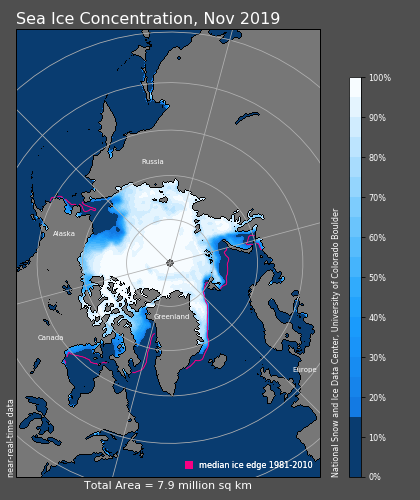 Sea Ice Concentration, Nov 2019
Russia
Alaska
Greenland
Canada
Europe
median ice edge 1981-2010
near-real-time data
Total Area = 7.9 million sq km
National Snow and Ice Data Center, University of Colorado Boulder
100%
90%
80%
70%
60%
50%
40%
30%
20%
10%
0%